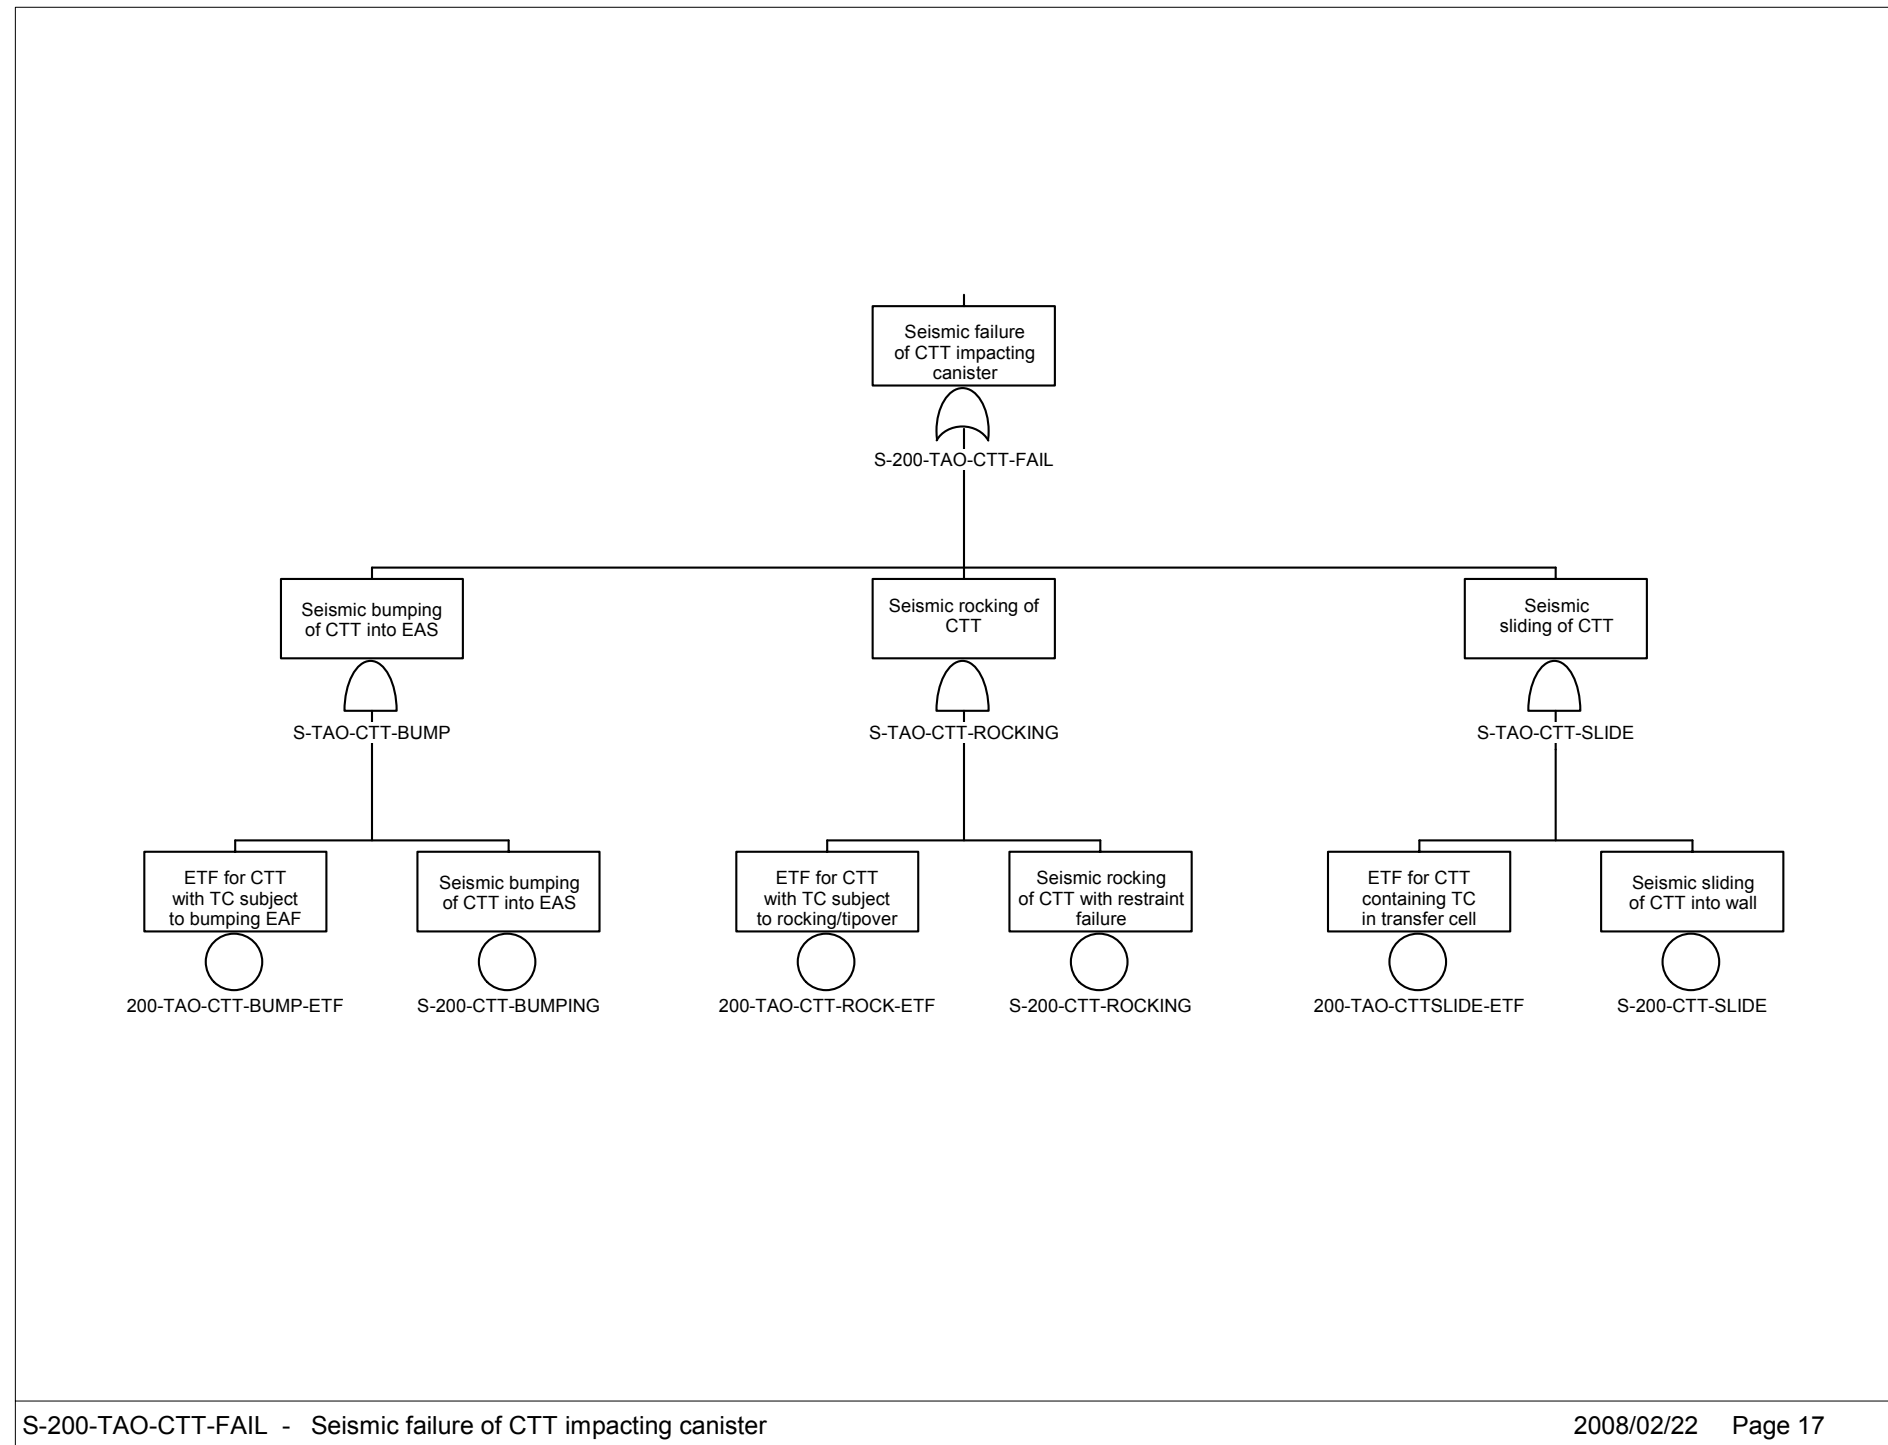 Seismic failure
of CTT impacting
canister
S-200-TAO-CTT-FAIL
Seismic bumping
of CTT into EAS
S-TAO-CTT-BUMP
Seismic rocking of
CTT
S-TAO-CTT-ROCKING
Seismic
sliding of CTT
S-TAO-CTT-SLIDE
ETF for CTT
with TC subject
to bumping EAF
200-TAO-CTT-BUMP-ETF
Seismic bumping
of CTT into EAS
S-200-CTT-BUMPING
ETF for CTT
with TC subject
to rocking/tipover
200-TAO-CTT-ROCK-ETF
Seismic rocking
of CTT with restraint
failure
S-200-CTT-ROCKING
ETF for CTT
containing TC
in transfer cell
200-TAO-CTTSLIDE-ETF
Seismic sliding
of CTT into wall
S-200-CTT-SLIDE
S-200-TAO-CTT-FAIL - Seismic failure of CTT impacting canister
2008/02/22 Page 17